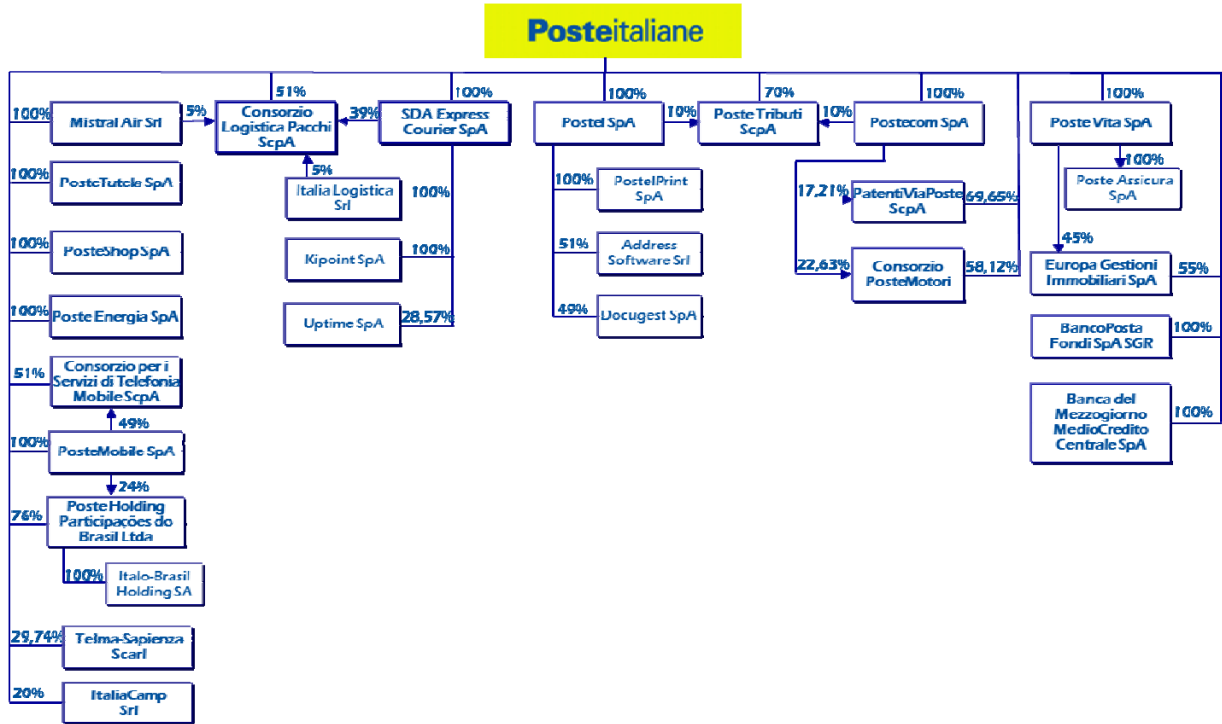 Posteitaliane
51%
100%
100%
70%
100%
100%
100%
Mistral Air Srl
5%
Consorzio
Logistica Pacchi
ScpA
39%
SDA Express
Courier SpA
Postel SpA
10%
Poste Tributi
ScpA
10%
Postecom SpA
Poste Vita SpA
5%
100%
100%
PosteTutela SpA
Italia Logistica
Srl
100%
100%
PostelPrint
SpA
17,21%
PatentiViaPoste
ScpA
69,65%
Poste Assicura
SpA
100%
PosteShop SpA
Kipoint SpA
100%
51%
Address
Software Srl
22,63%
Consorzio
PosteMotori
58,12%
45%
Europa Gestioni
Immobiliari SpA
55%
100%
Poste Energia SpA
Uptime SpA
28,57%
49%
Docugest SpA
BancoPosta
Fondi SpA SGR
100%
51%
Consorzio per i
Servizi di Telefonia
Mobile ScpA
49%
100%
PosteMobile SpA
Banca del
Mezzogiorno
MedioCredito
Centrale SpA
100%
24%
76%
Poste Holding
Participações do
Brasil Ltda
100%
Italo-Brasil
Holding SA
29,74%
Telma-Sapienza
Scarl
20%
ItaliaCamp
Srl